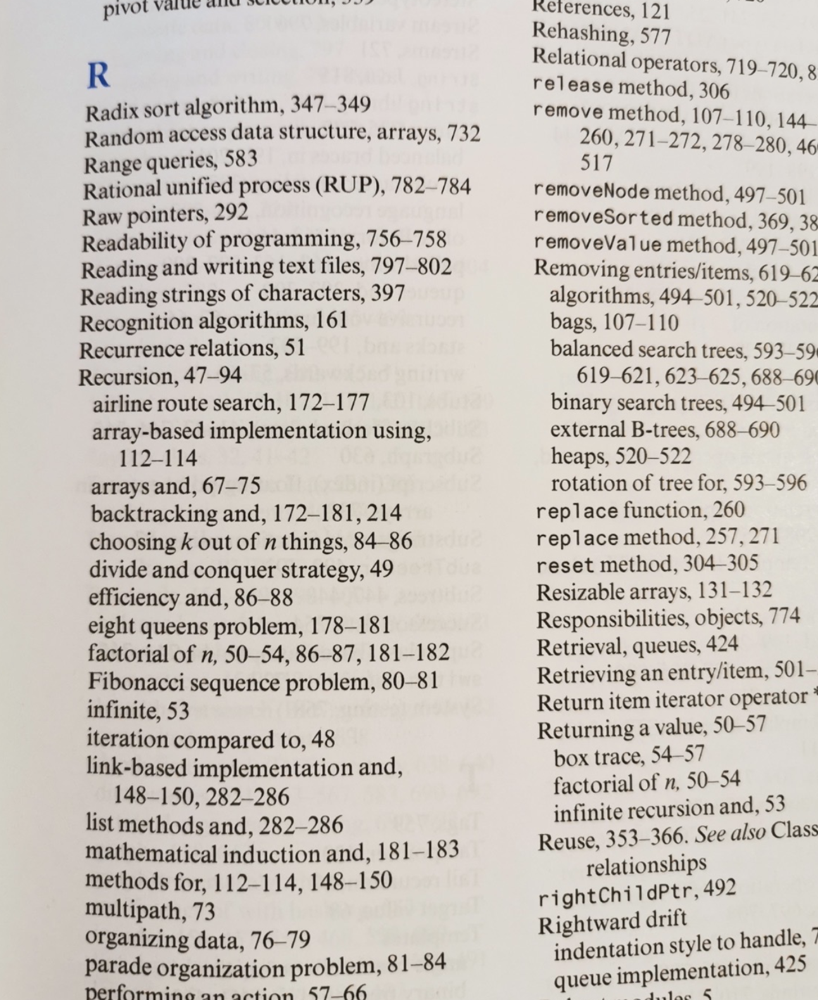 pivot value and selection, 339
R
Radix sort algorithm, 347–349
Random access data structure, arrays, 732
Range queries, 583
Rational unified process (RUP), 782–784
Raw pointers, 292
Readability of programming, 756–758
Reading and writing text files, 797–802
Reading strings of characters, 397
Recognition algorithms, 161
Recurrence relations, 51
Recursion, 47–94
airline route search, 172–177
array-based implementation using,
112–114
arrays and, 67–75
backtracking and, 172–181, 214
choosing k out of n things, 84–86
divide and conquer strategy, 49
efficiency and, 86–88
eight queens problem, 178–181
factorial of n, 50–54, 86–87, 181–182
Fibonacci sequence problem, 80–81
infinite, 53
iteration compared to, 48
link-based implementation and,
148–150, 282–286
list methods and, 282–286
mathematical induction and, 181–183
methods for, 112–114, 148–150
multipath, 73
organizing data, 76–79
parade organization problem, 81–84
performing an action, 57–66
References, 121
Rehashing, 577
Relational operators, 719–720, 8
release method, 306
remove method, 107–110, 144–
260, 271–272, 278–280, 46
517
removeNode method, 497–501
removeSorted method, 369, 38
removeValue method, 497–501
Removing entries/items, 619–62
algorithms, 494–501, 520–522
bags, 107–110
balanced search trees, 593–59
619–621, 623–625, 688–690
binary search trees, 494–501
external B-trees, 688–690
heaps, 520–522
rotation of tree for, 593–596
replace function, 260
replace method, 257, 271
reset method, 304–305
Resizable arrays, 131–132
Responsibilities, objects, 774
Retrieval, queues, 424
Retrieving an entry/item, 501–
Return item iterator operator *
Returning a value, 50–57
box trace, 54–57
factorial of n, 50–54
infinite recursion and, 53
Reuse, 353–366. See also Class
relationships
rightChildPtr, 492
Rightward drift
indentation style to handle, 7
queue implementation, 425